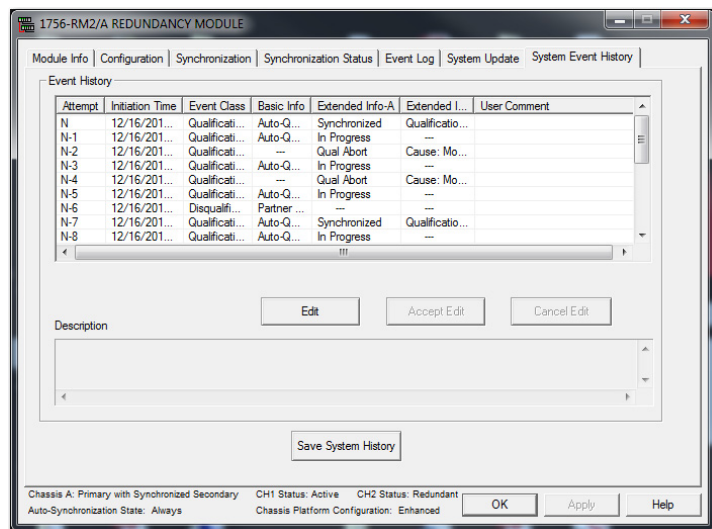 1756-RM2/A REDUNDANCY MODULE
Module Info Configuration Synchronization Synchronization Status Event Log System Update System Event History
Event History
Attempt Initiation Time Event Class Basic Info Extended Info-A Extended I... User Comment
N 12/16/201... Qualificati... Auto-Q... Synchronized Qualificatio...
N-1 12/16/201... Qualificati... Auto-Q... In Progress ---
N-2 12/16/201... Qualificati... --- Qual Abort Cause: Mo...
N-3 12/16/201... Qualificati... Auto-Q... In Progress ---
N-4 12/16/201... Qualificati... --- Qual Abort Cause: Mo...
N-5 12/16/201... Qualificati... Auto-Q... In Progress ---
N-6 12/16/201... Disqualifi... Partner ... --- ---
N-7 12/16/201... Qualificati... Auto-Q... Synchronized Qualificatio...
N-8 12/16/201... Qualificati... Auto-Q... In Progress ---
Edit Accept Edit Cancel Edit
Description
Save System History
Chassis A: Primary with Synchronized Secondary CH1 Status: Active CH2 Status: Redundant
Auto-Synchronization State: Always Chassis Platform Configuration: Enhanced
OK Apply Help